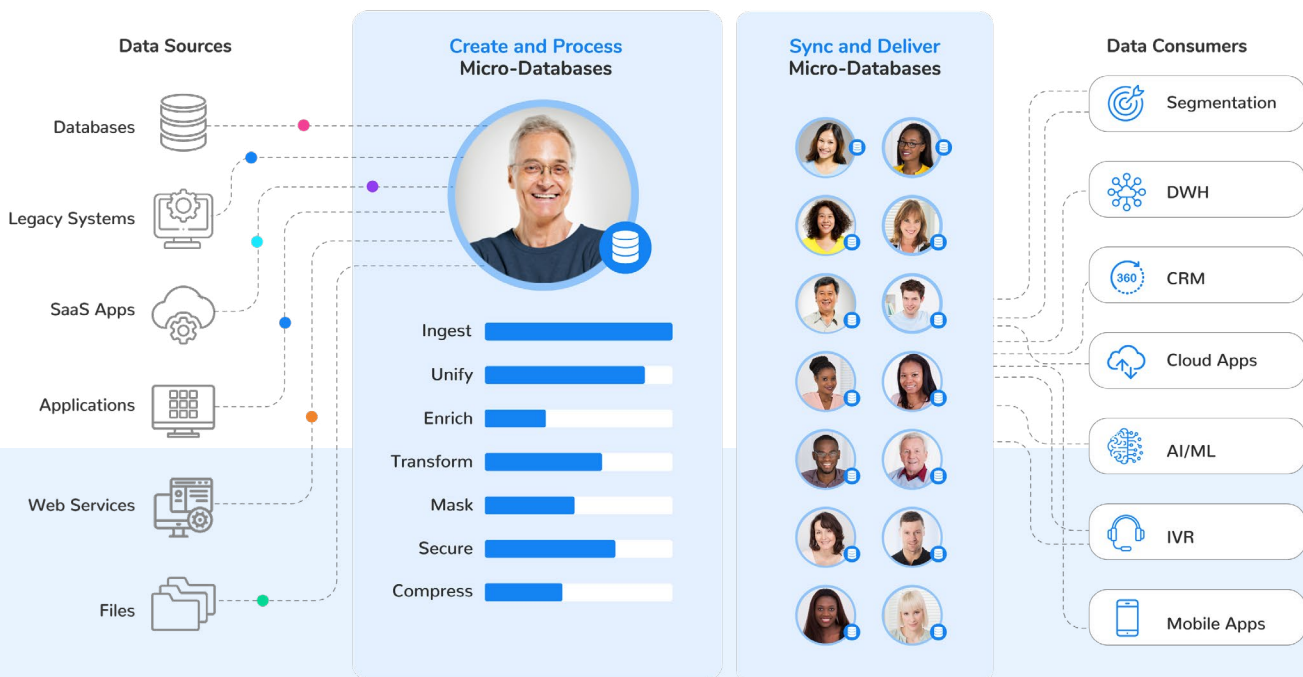 Data Sources
Databases
Legacy Systems
SaaS Apps
Applications
Web Services
Files
Create and Process
Micro-Databases
Ingest
Unify
Enrich
Transform
Mask
Secure
Compress
Sync and Deliver
Micro-Databases
Data Consumers
Segmentation
DWH
360
CRM
Cloud Apps
AI/ML
IVR
Mobile Apps